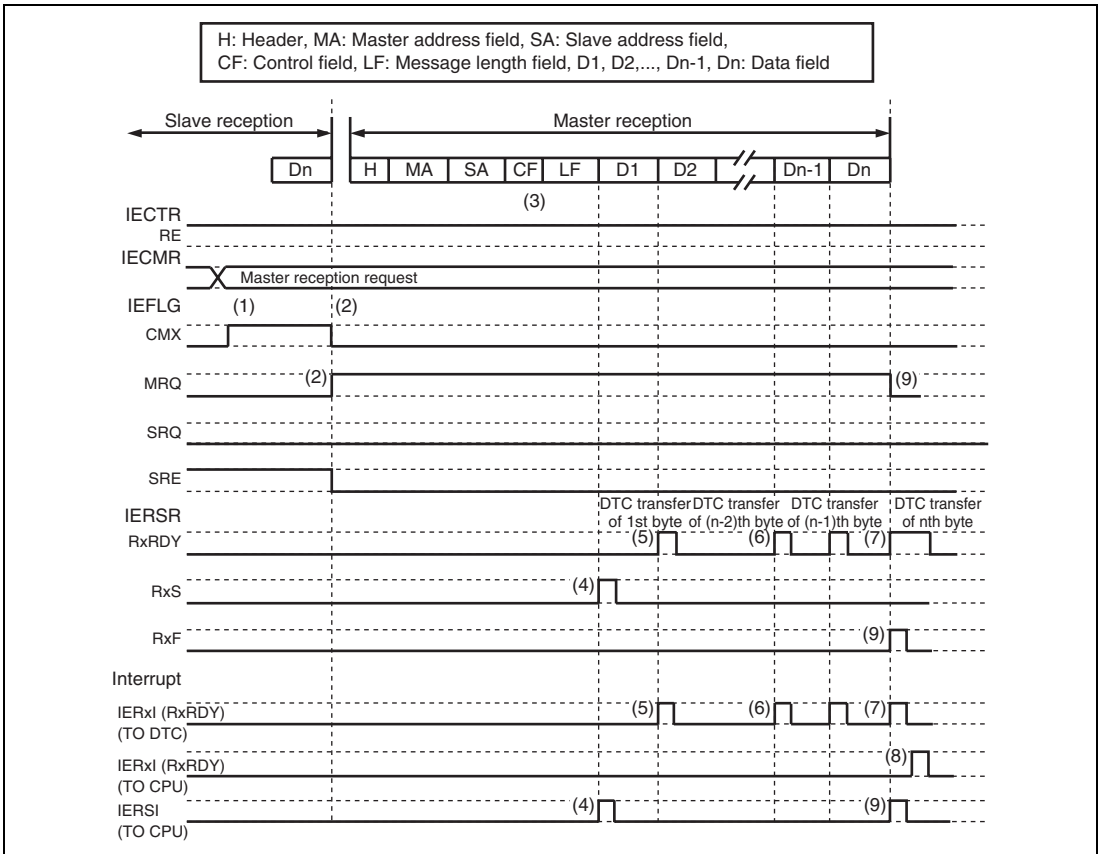 H: Header, MA: Master address field, SA: Slave address field,
CF: Control field, LF: Message length field, D1, D2,..., Dn-1, Dn: Data field
Slave reception Master reception
Dn H MA SA CF LF D1 D2 Dn-1 Dn
(3)
IECTR
RE
IECMR
Master reception request
IEFLG (1) (2)
CMX
MRQ (2) (9)
SRQ
SRE
IERSR
DTC transfer DTC transfer DTC transfer DTC transfer
of 1st byte of (n-2)th byte of (n-1)th byte of nth byte
RxRDY (5) (6) (7)
RxS (4)
RxF (9)
Interrupt
IERxI (RxRDY) (5) (6) (7)
(TO DTC)
(8)
IERxI (RxRDY)
(TO CPU)
IERSI (4) (9)
(TO CPU)